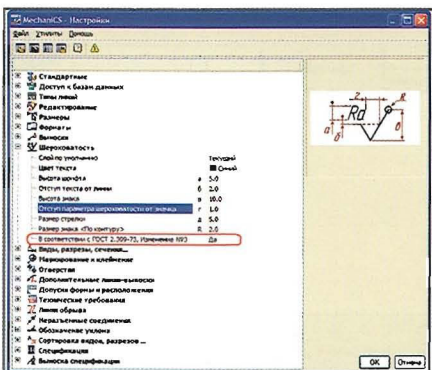 MechaniCS - Настройки
Файл Утилиты Помощь
Стандартные
Доступ к базам данных
Типы линий
Редактирование
Размеры
Форматы
Выноски
Шероховатость
Слой по умолчанию Текущий
Цвет текста Синий
Высота шрифта а 5.0
Отступ текста от линии б 2.0
Высота знака в 10.0
Отступ параметра шероховатости от значка г 1.0
Размер стрелки д 5.0
Размер знака «По контуру» R 2.0
В соответствии с ГОСТ 2.309-73, Изменение №3 Да
Виды, разрезы, сечения...
Маркирование и клеймение
Отверстия
Дополнительные линии-выноски
Допуски формы и расположения
Технические требования
Линии обрыва
Неразъемные соединения
Обозначение уклона
Сортировка видов, разрезов ...
Спецификация
Выноска спецификации
г R
Ra
а б в
OK Отмена